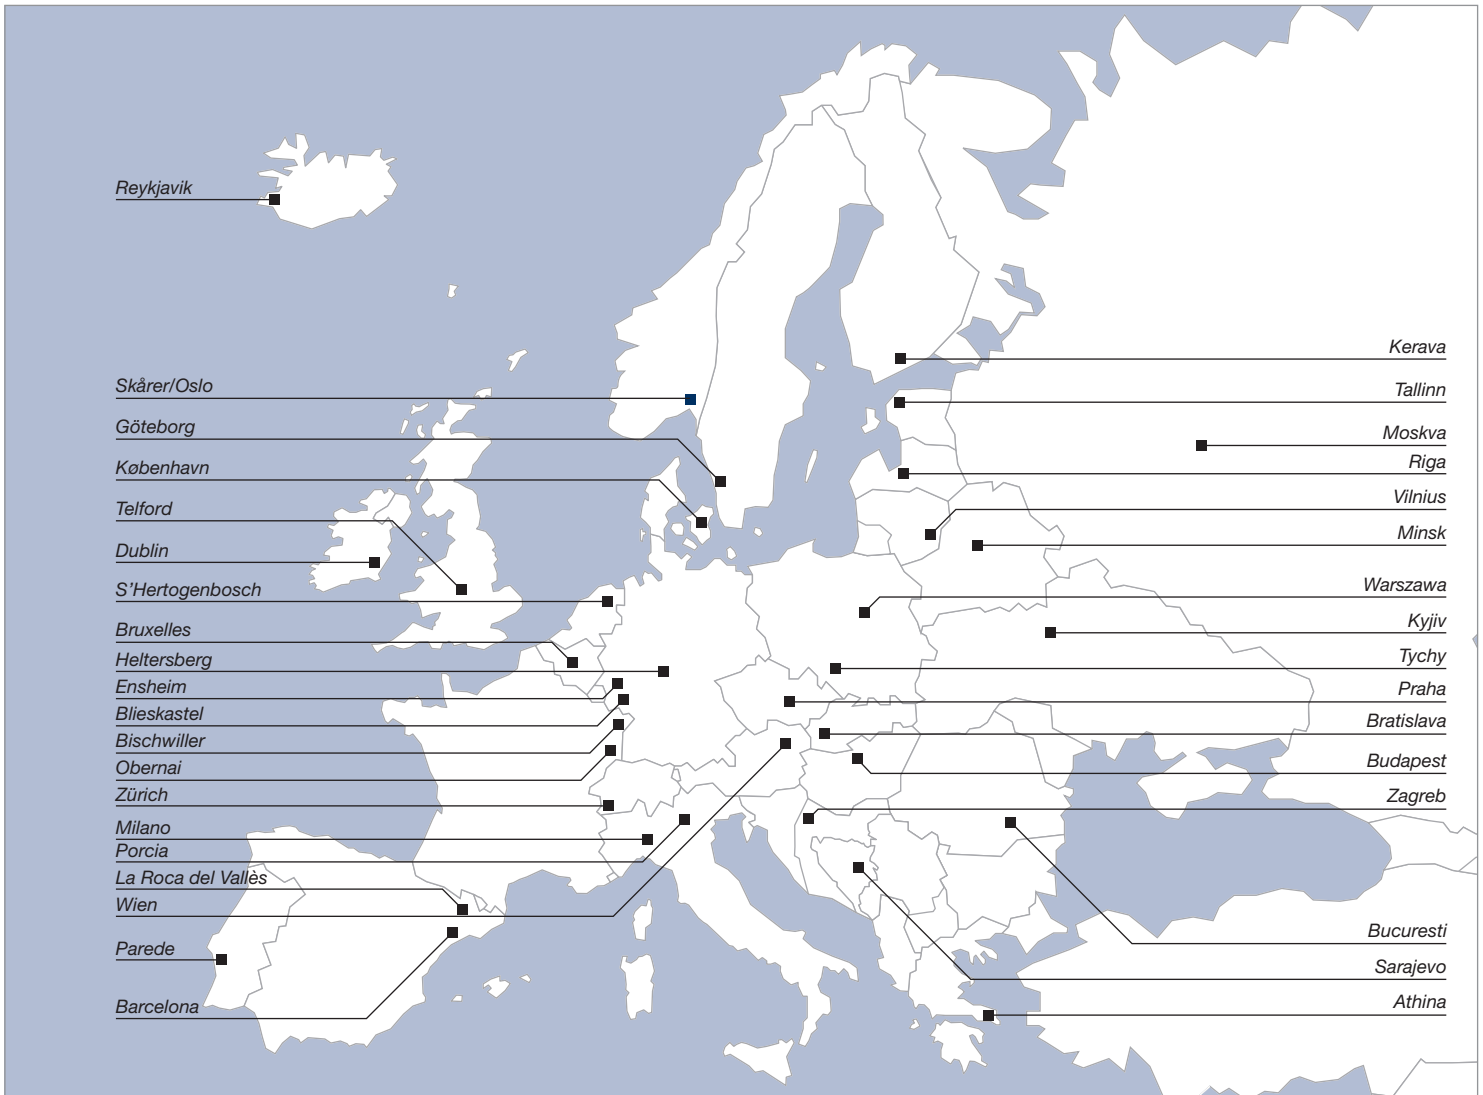 Reykjavik
Skårer/Oslo
Göteborg
København
Telford
Dublin
S’Hertogenbosch
Bruxelles
Heltersberg
Ensheim
Blieskastel
Bischwiller
Obernai
Zürich
Milano
Porcia
La Roca del Vallès
Wien
Parede
Barcelona
Kerava
Tallinn
Moskva
Riga
Vilnius
Minsk
Warszawa
Kyjiv
Tychy
Praha
Bratislava
Budapest
Zagreb
Bucuresti
Sarajevo
Athina